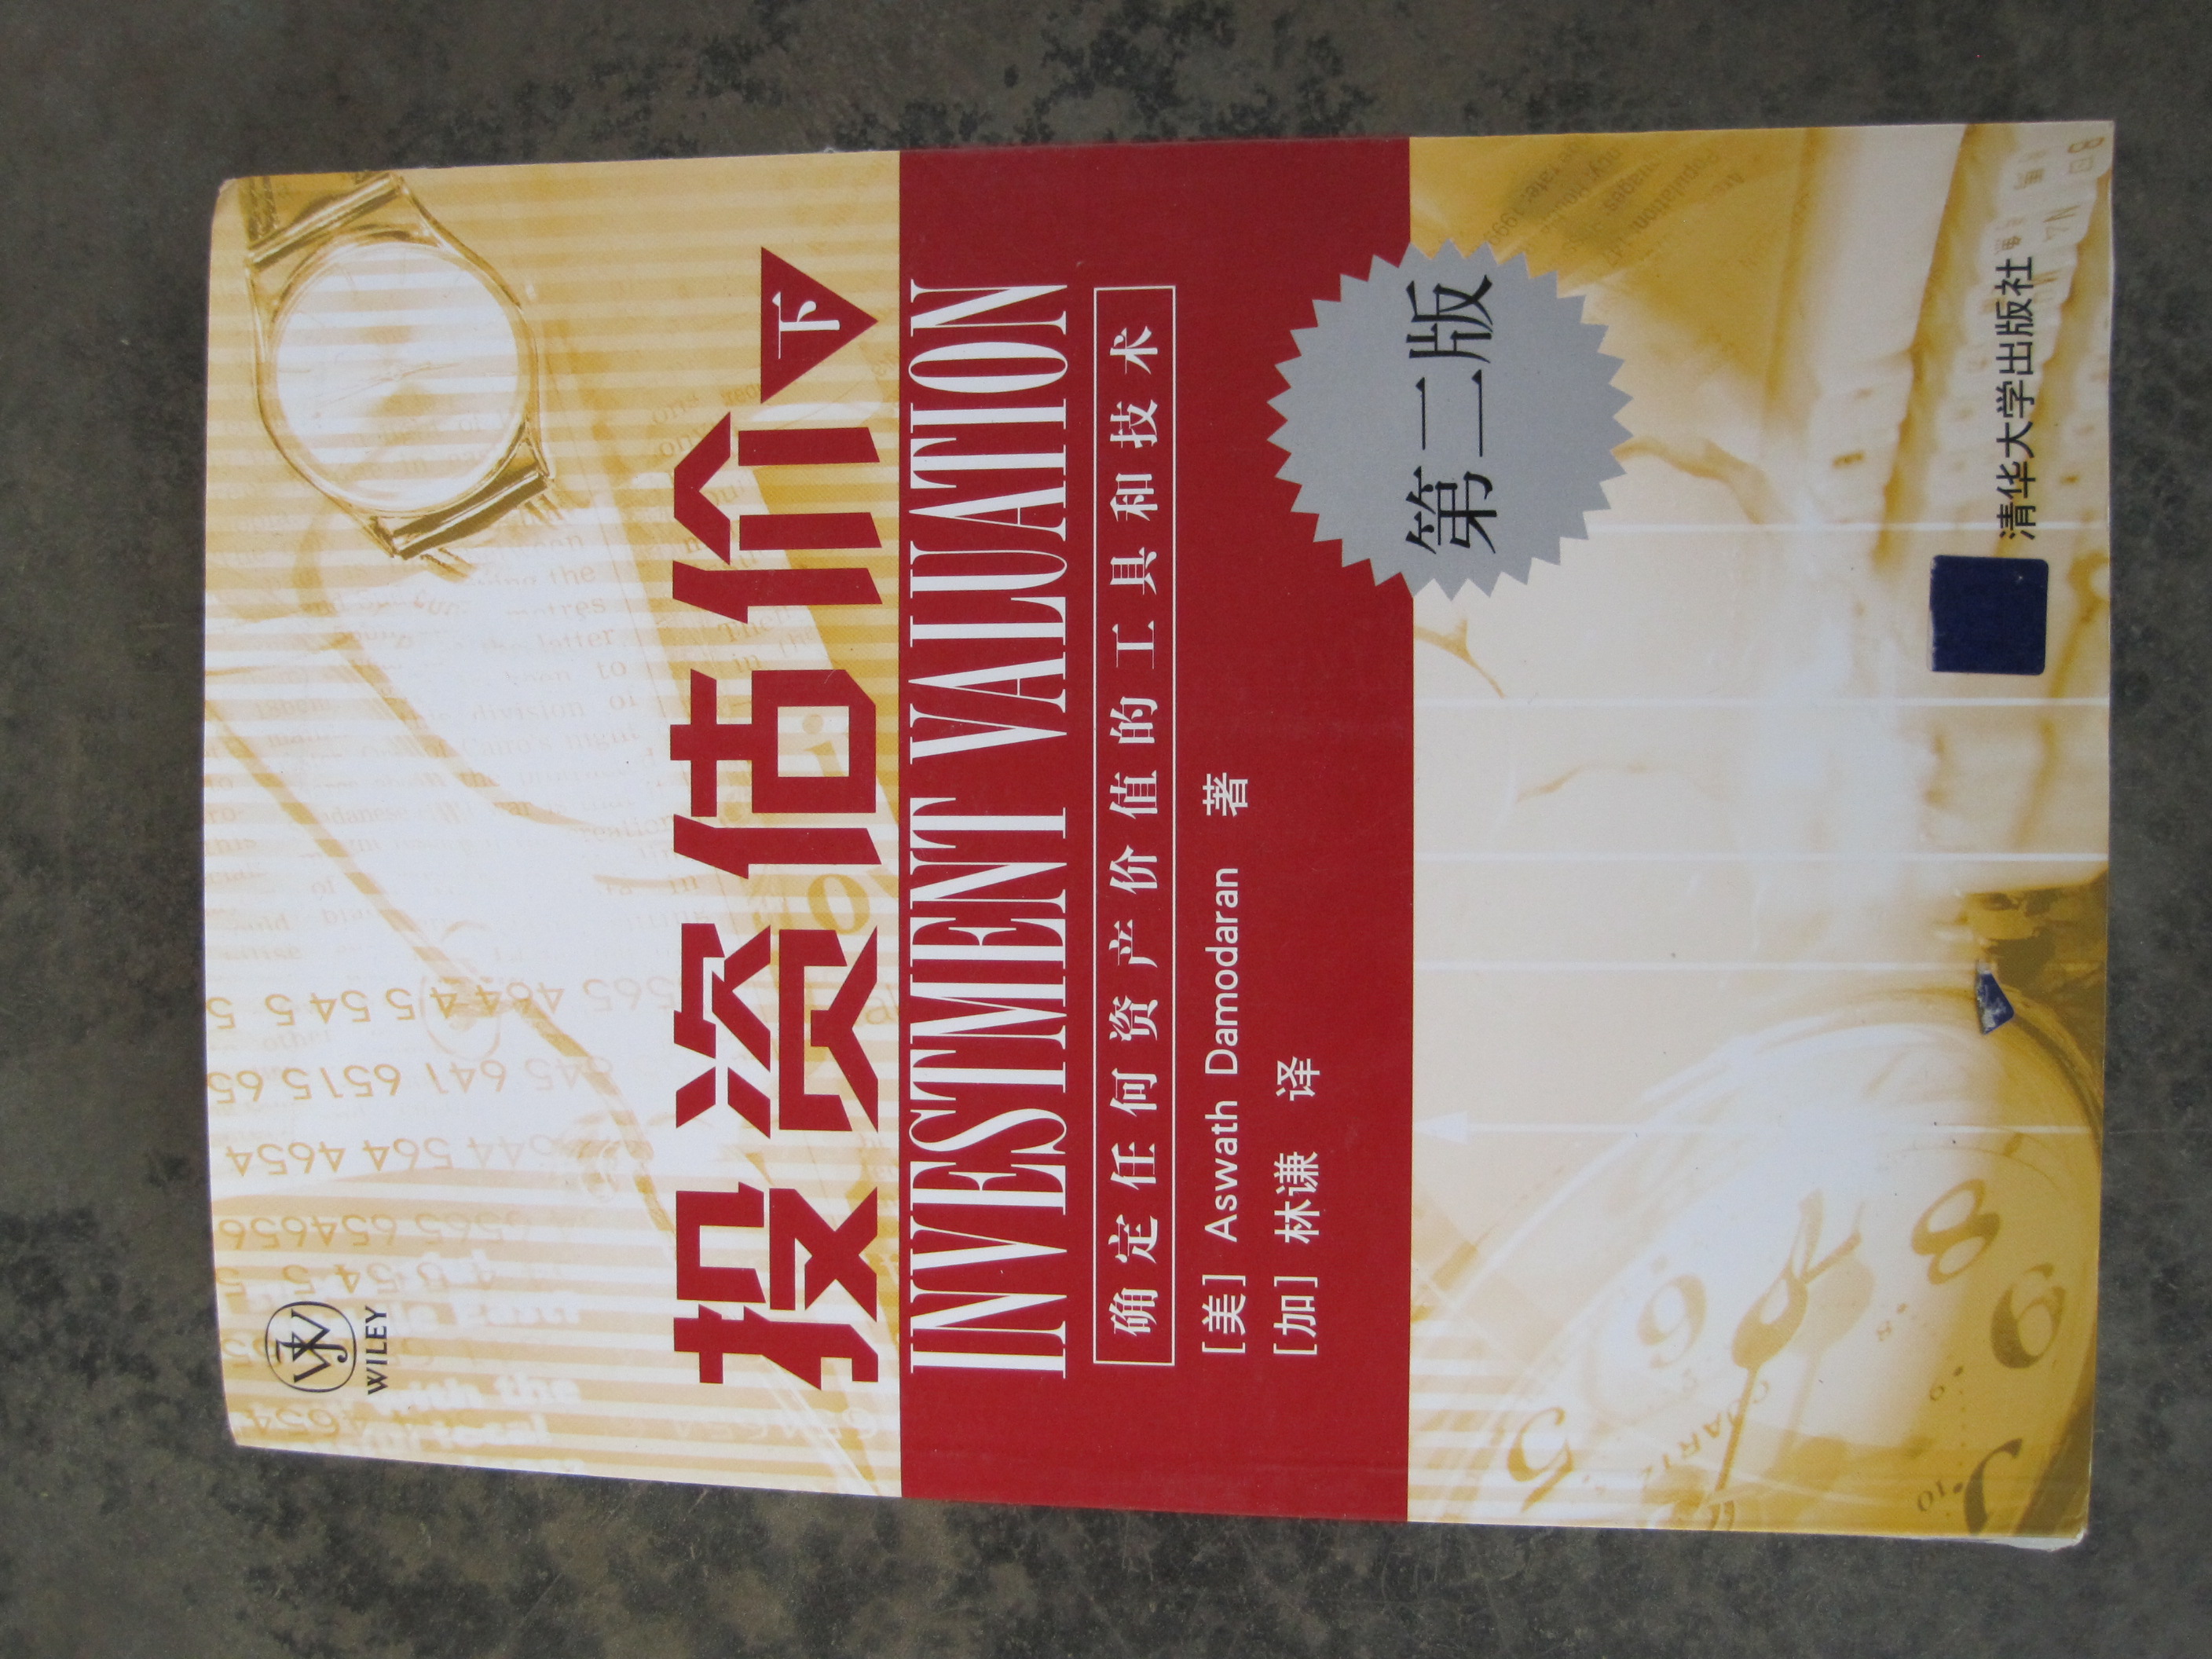 WILEY
投资估价 下
INVESTMENT VALUATION
确定任何资产价值的工具和技术
[美] Aswath Damodaran 著
[加] 林谦 译
第二版
清华大学出版社